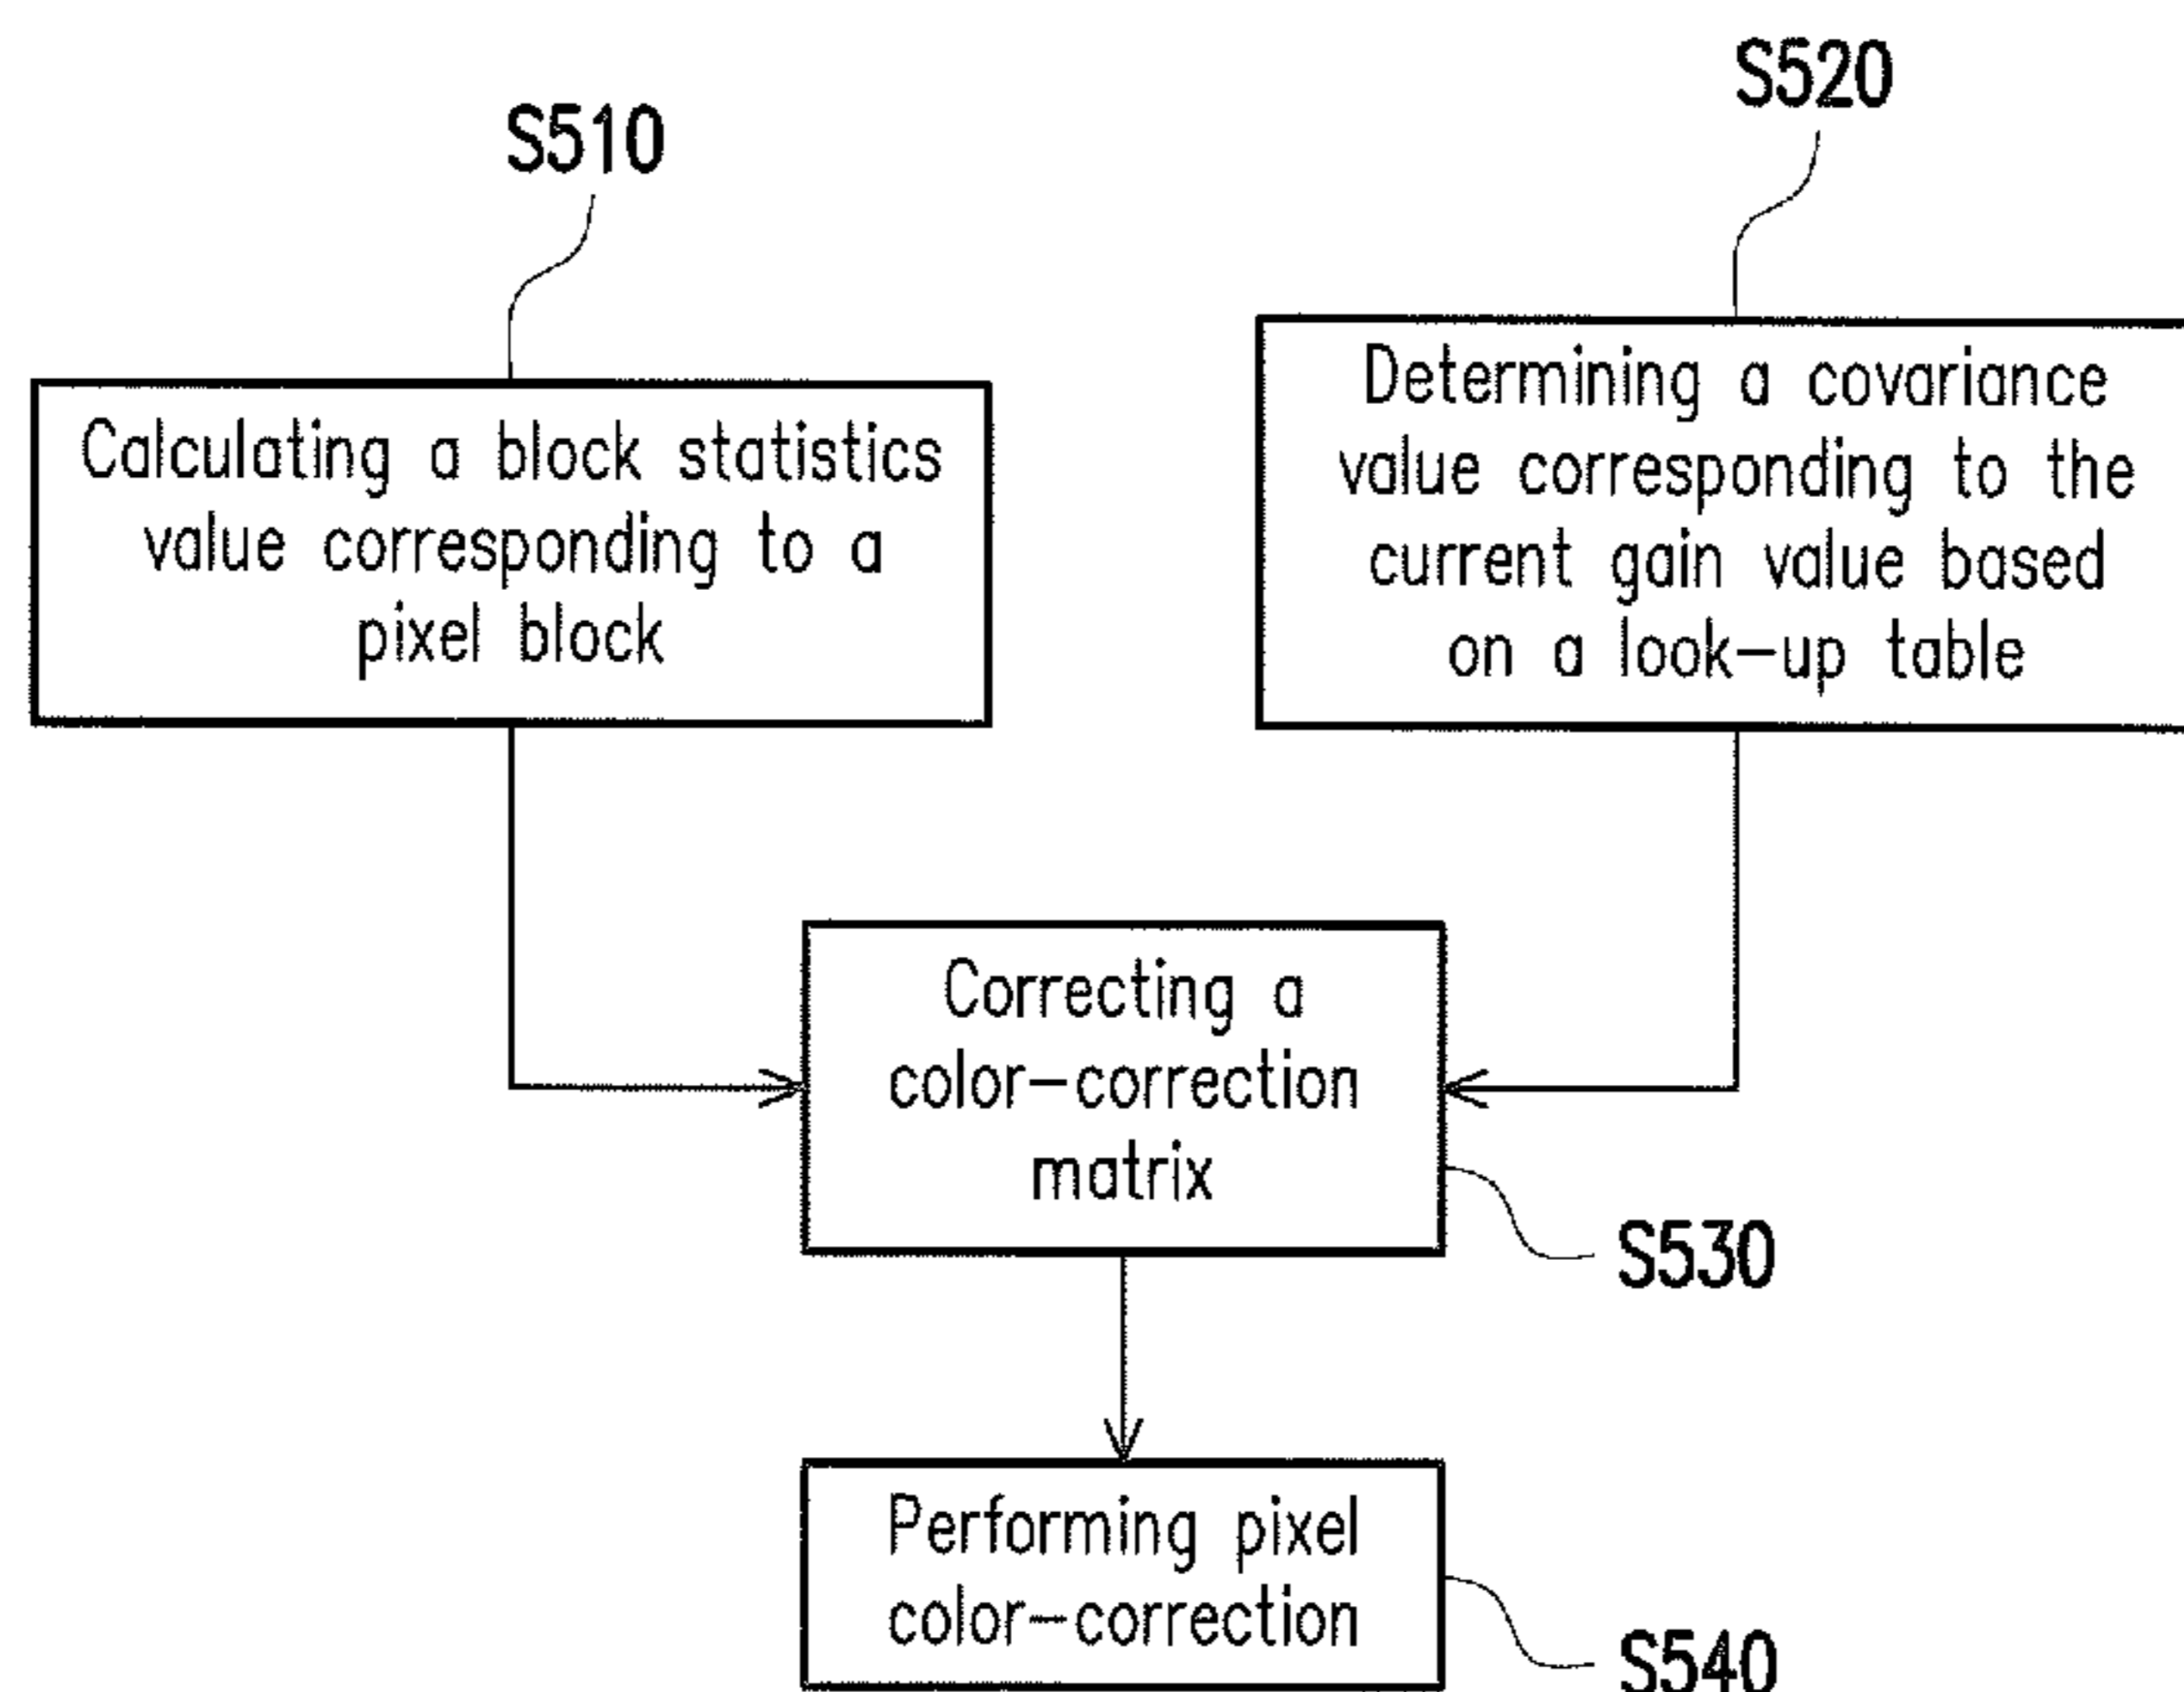 S510
Calculating a block statistics
value corresponding to a
pixel block
S520
Determining a covariance
value corresponding to the
current gain value based
on a look-up table
Correcting a
color-correction
matrix
S530
Performing pixel
color-correction
S540